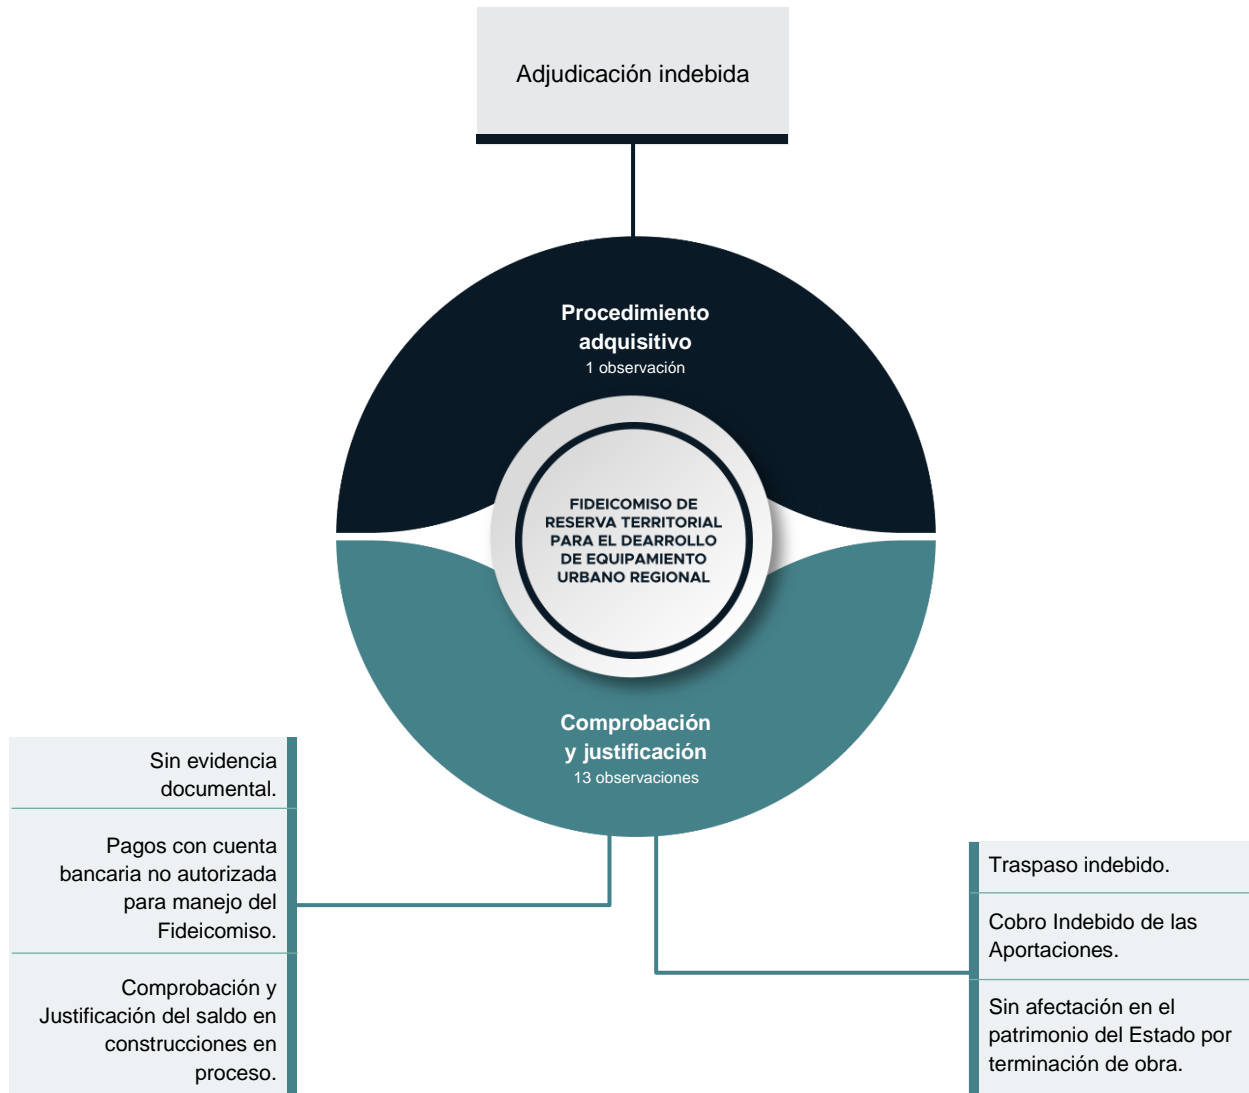 Adjudicación indebida
Procedimiento
adquisitivo
1 observación
FIDEICOMISO DE
RESERVA TERRITORIAL
PARA EL DEARROLLO
DE EQUIPAMIENTO
URBANO REGIONAL
Comprobación
y justificación
13 observaciones
Sin evidencia
documental.
Pagos con cuenta
bancaria no autorizada
para manejo del
Fideicomiso.
Comprobación y
Justificación del saldo en
construcciones en
proceso.
Traspaso indebido.
Cobro Indebido de las
Aportaciones.
Sin afectación en el
patrimonio del Estado por
terminación de obra.